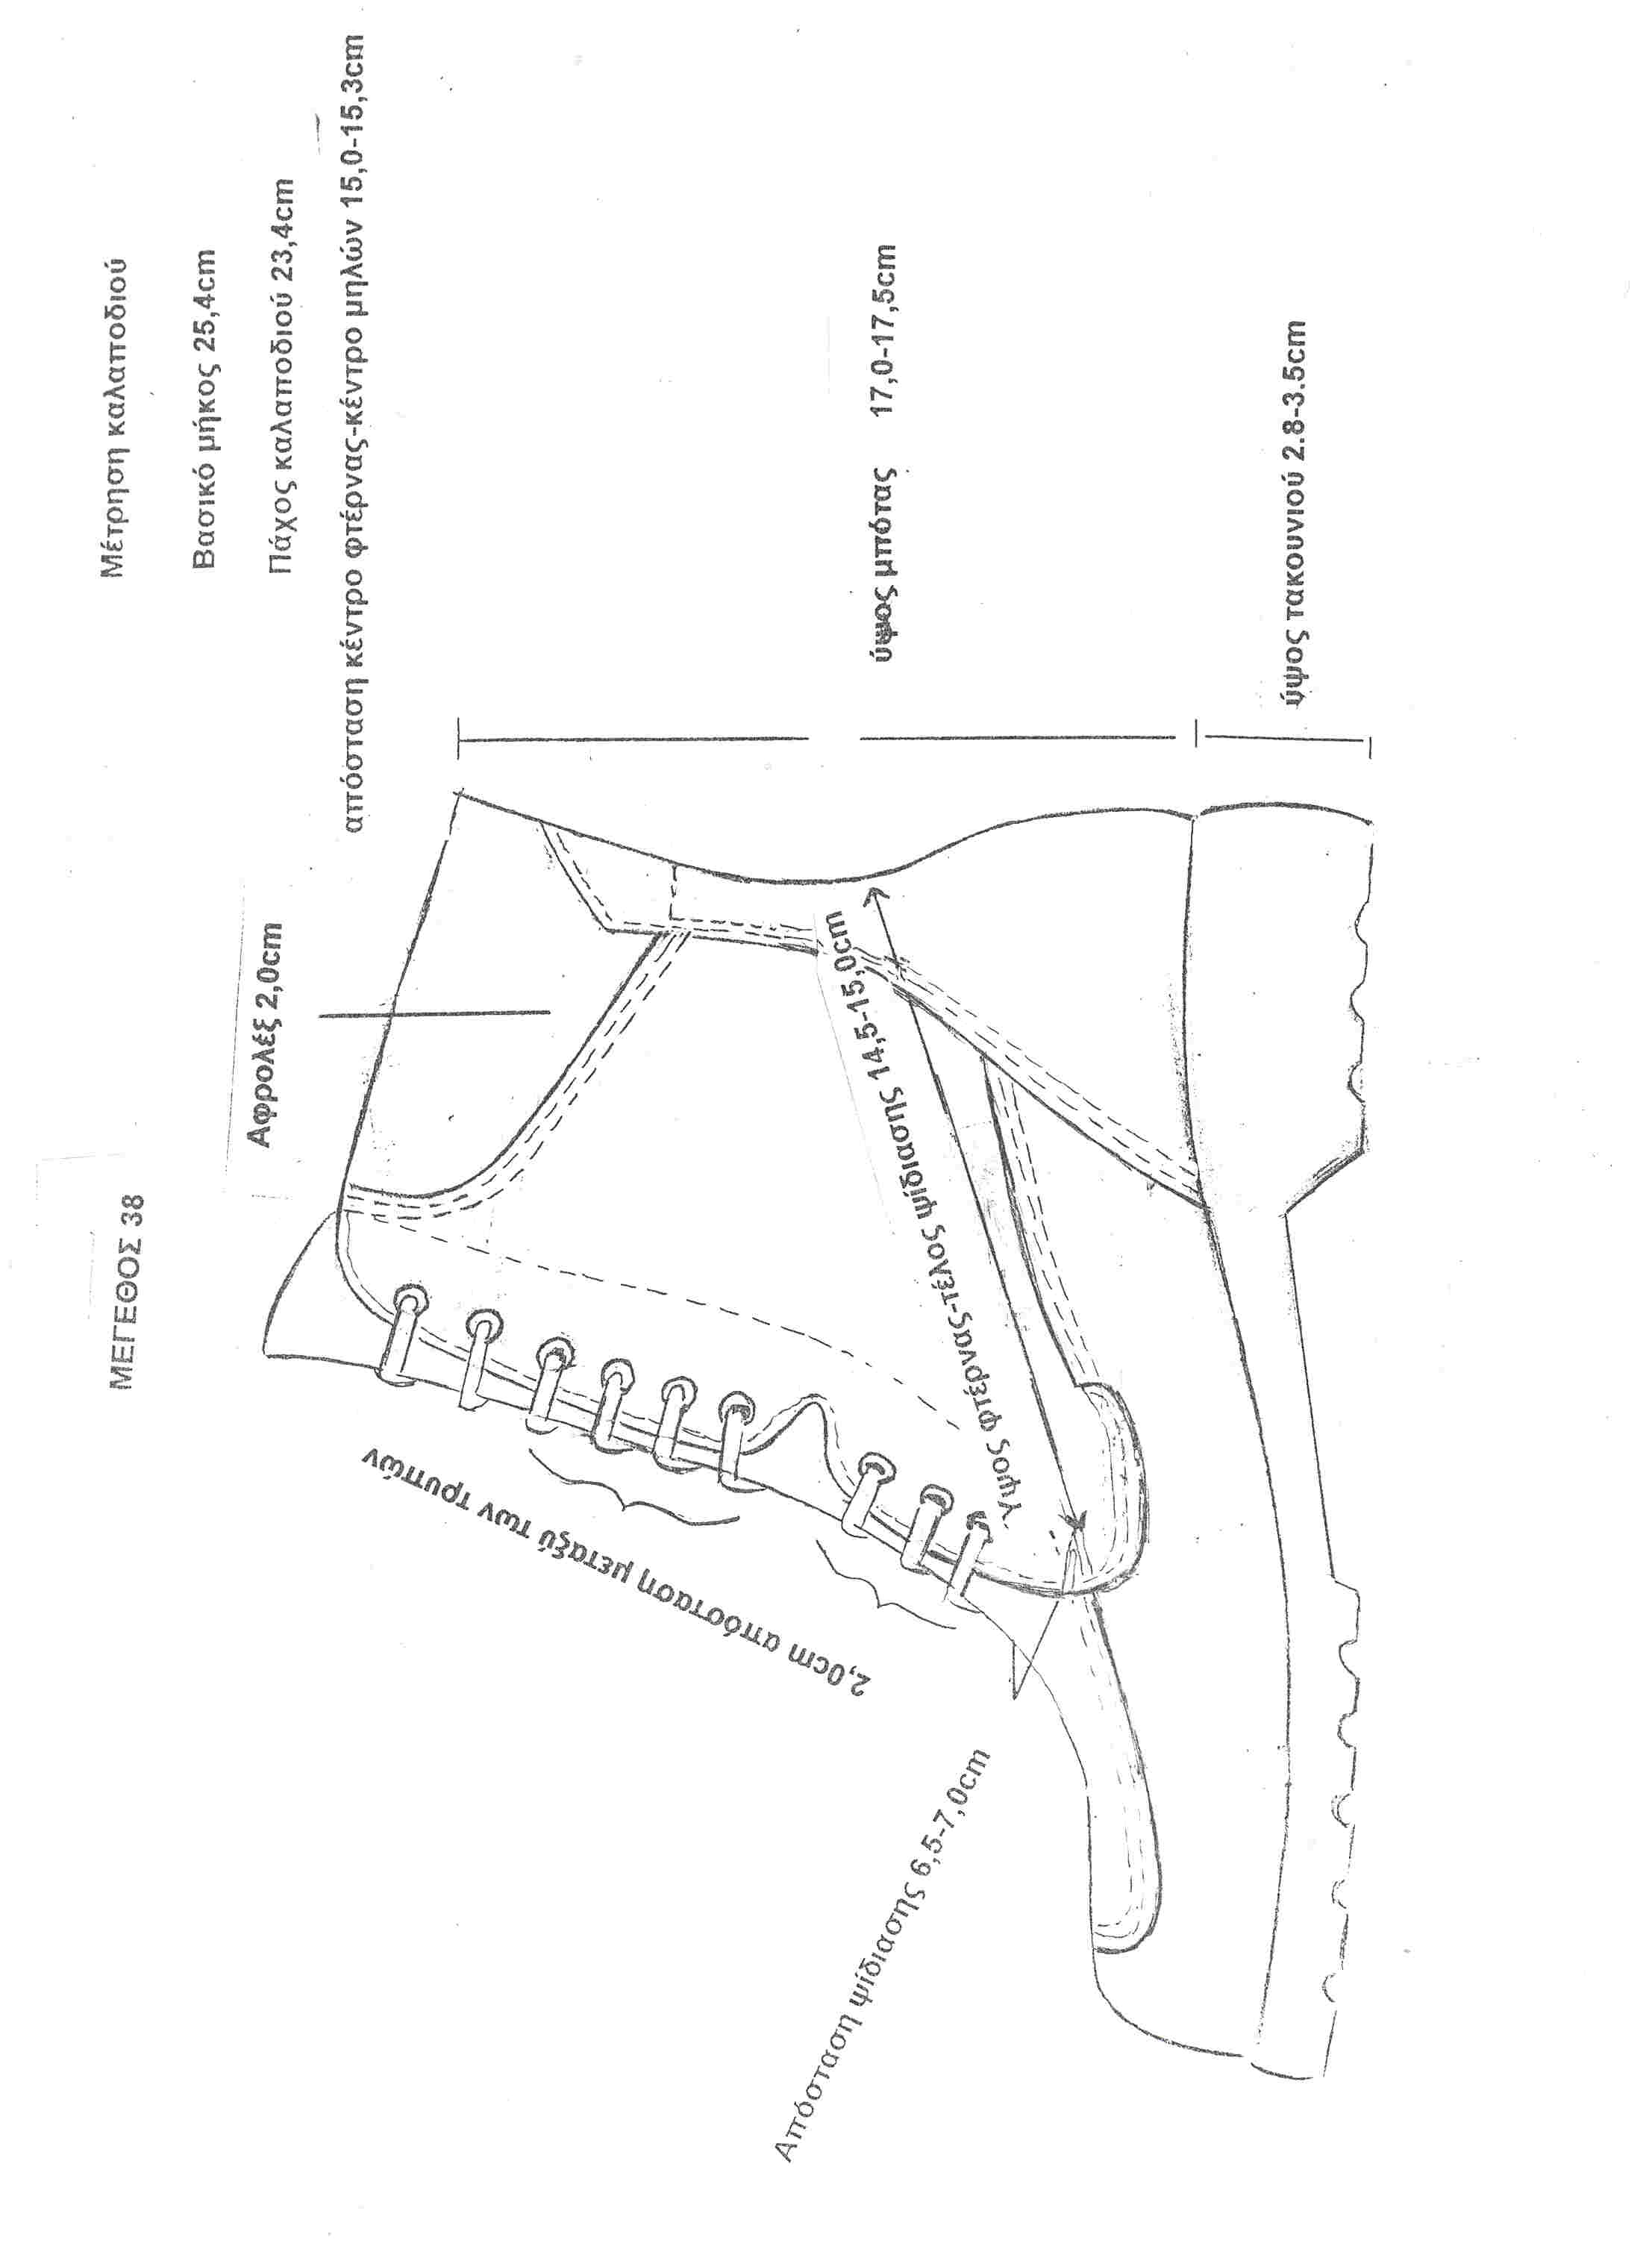 ΜΕΓΕΘΟΣ 38
Μέτρηση καλαποδιού
Βασικό μήκος 25,4cm
Πάχος καλαποδιού 23,4cm
απόσταση κέντρο φτέρνας-κέντρο μηλών 15,0-15,3cm
Αφρολέξ 2,0cm
2,0cm απόσταση μεταξύ των τρυπών
ύψος μπότας 17,0-17,5cm
Υψος φτέρνας-τέλος ψίδιασης 14,5-15,0cm
Απόσταση ψίδιασης 6,5-7,0cm
ύψος τακουνιού 2.8-3.5cm